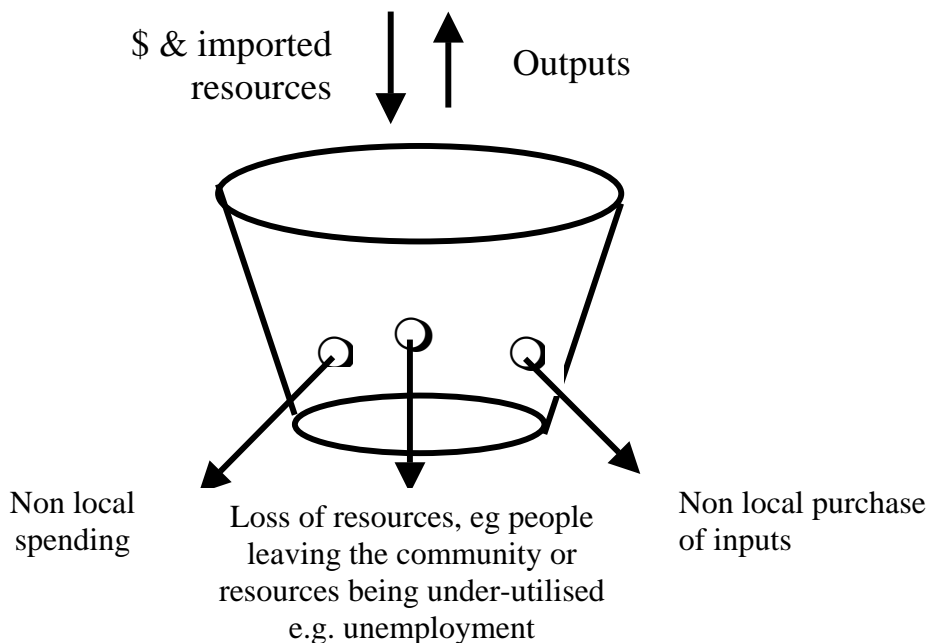 $ & imported
resources
Outputs
Non local
spending
Loss of resources, eg people
leaving the community or
resources being under-utilised
e.g. unemployment
Non local purchase
of inputs